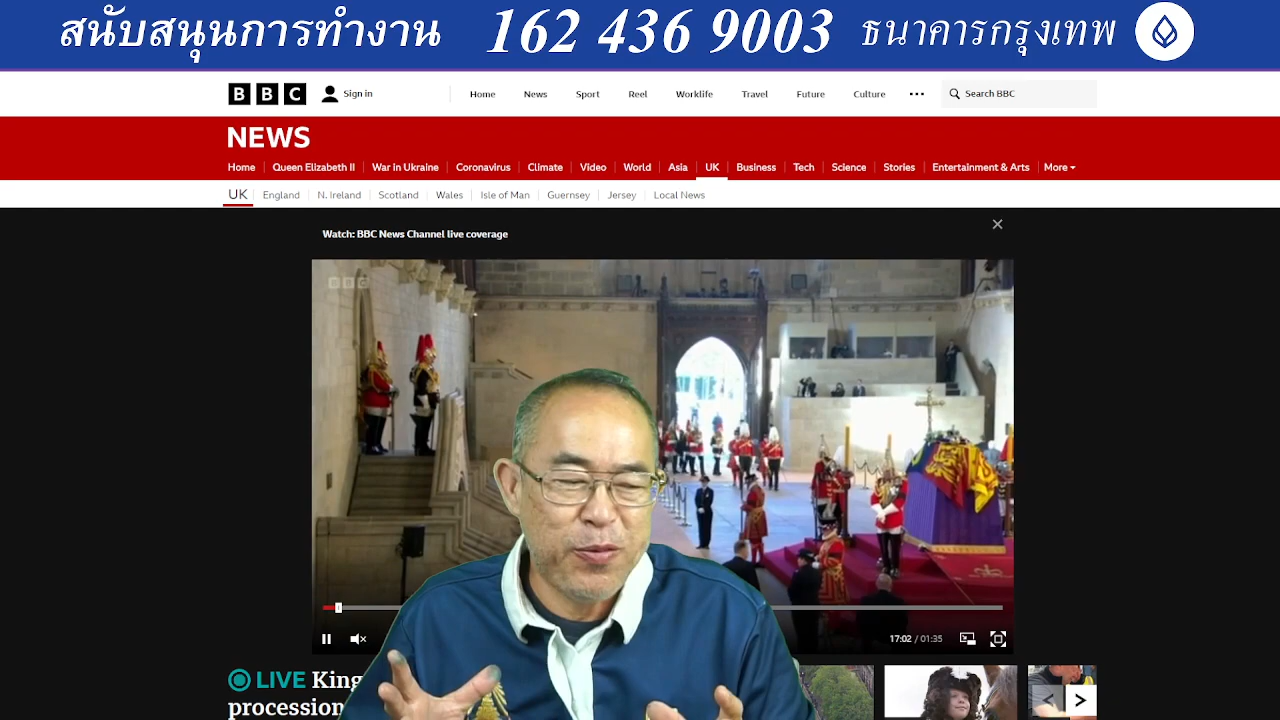 สนับสนุนการทำงาน 162 436 9003 ธนาคารกรุงเทพ
BBC Sign in Home News Sport Reel Worklife Travel Future Culture ... Search BBC
NEWS
Home Queen Elizabeth II War in Ukraine Coronavirus Climate Video World Asia UK Business Tech Science Stories Entertainment & Arts More
UK England N. Ireland Scotland Wales Isle of Man Guernsey Jersey Local News
Watch: BBC News Channel live coverage
BBC
17:02 / 01:35
LIVE King
procession